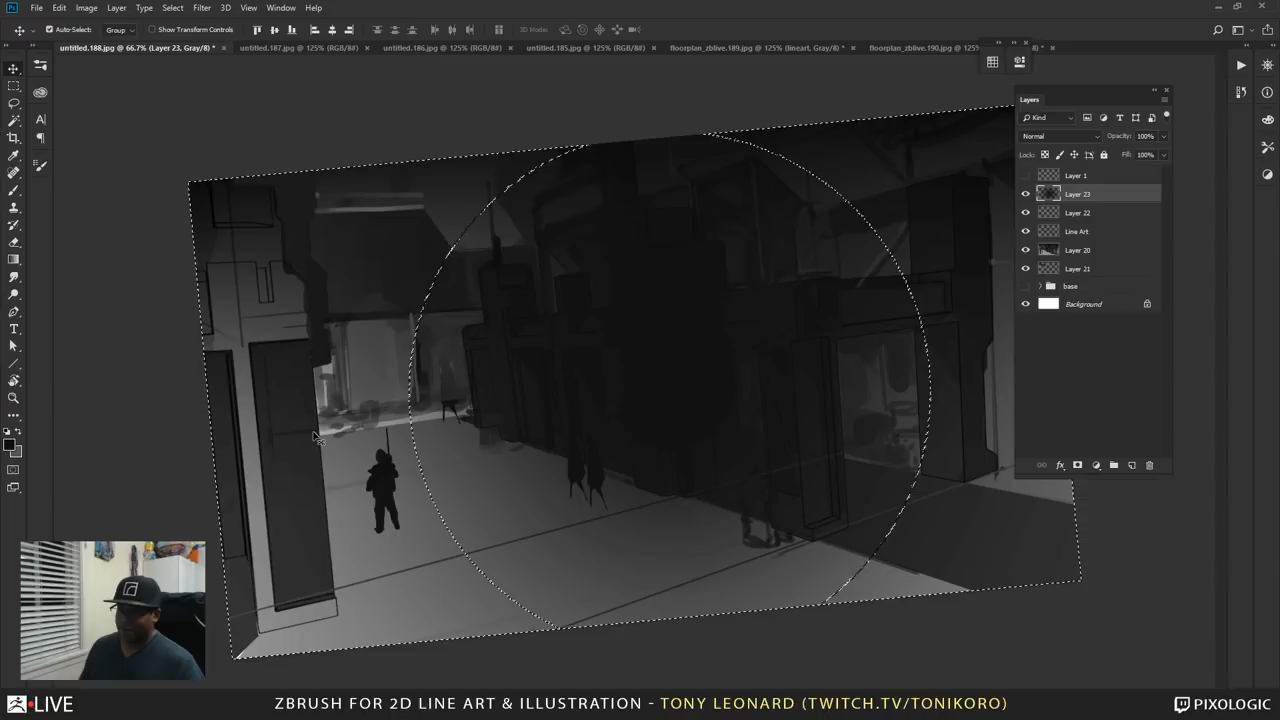 Ps File Edit Image Layer Type Select Filter 3D View Window Help
Auto-Select: Group Show Transform Controls 3D Mode:
untitled.188.jpg @ 66.7% (Layer 23, Gray/8) * × untitled.187.jpg @ 125% (RGB/8#) × untitled.186.jpg @ 125% (RGB/8#) × untitled.185.jpg @ 125% (RGB/8#) × floorplan_zblive.189.jpg @ 125% (lineart, Gray/8) * × floorplan_zblive.190.jpg @ 125%
Layers
Kind
Normal Opacity: 100%
Lock: Fill: 100%
Layer 1
Layer 23
Layer 22
Line Art
Layer 20
Layer 21
base
Background
fx
LIVE ZBRUSH FOR 2D LINE ART & ILLUSTRATION - TONY LEONARD (TWITCH.TV/TONIKORO) PIXOLOGIC